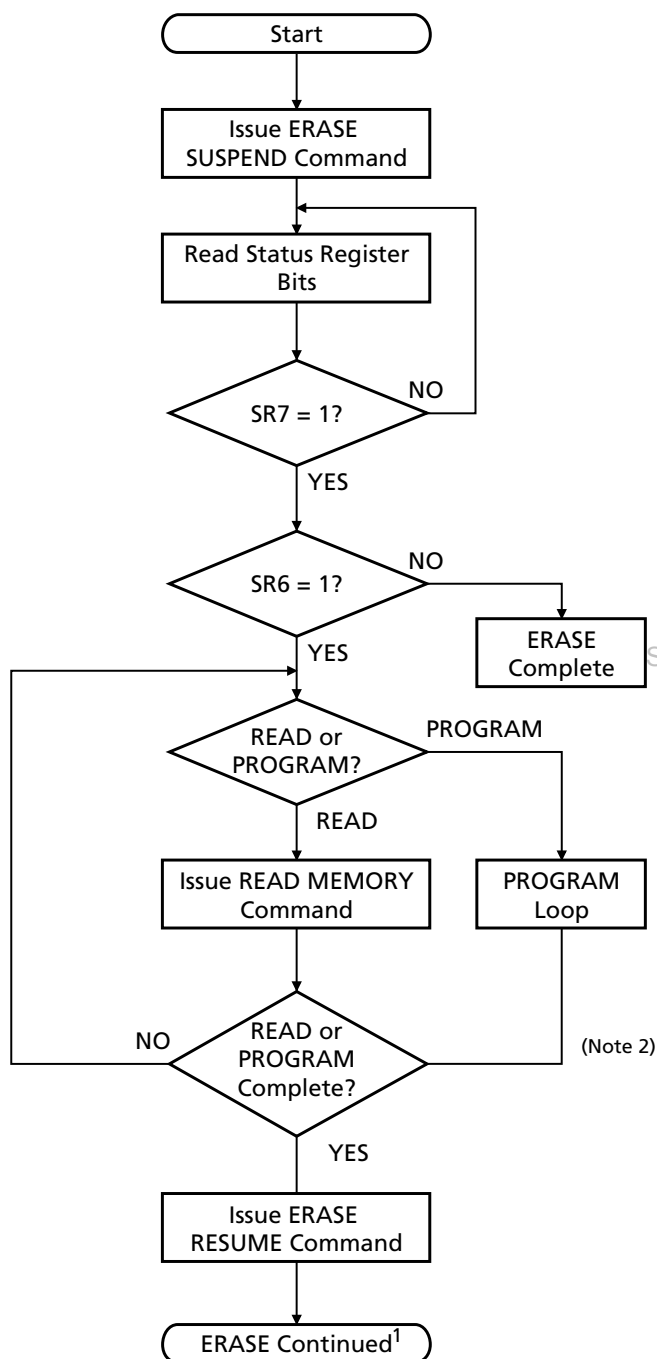 Start
Issue ERASE
SUSPEND Command
Read Status Register
Bits
NO
SR7 = 1?
YES
NO
SR6 = 1?
YES
ERASE
Complete
S
READ or
PROGRAM?
PROGRAM
READ
Issue READ MEMORY
Command
PROGRAM
Loop
NO
READ or
PROGRAM
Complete?
(Note 2)
YES
Issue ERASE
RESUME Command
ERASE Continued¹